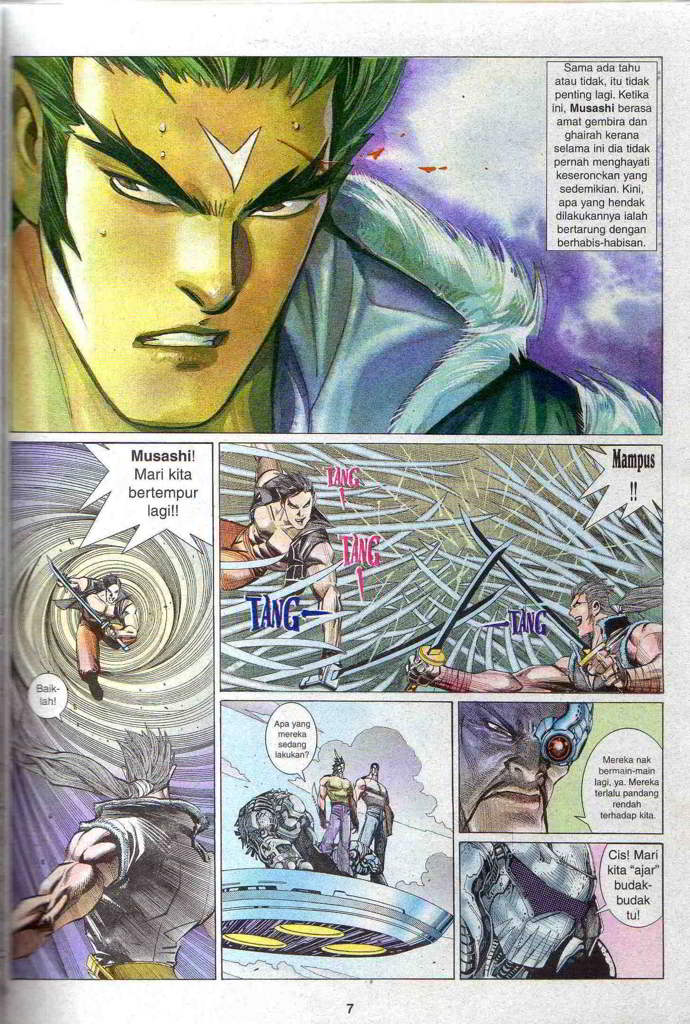 Sama ada tahu
atau tidak, itu tidak
penting lagi. Ketika
ini, Musashi berasa
amat gembira dan
ghairah kerana
selama ini dia tidak
pernah menghayati
keseronokan yang
sedemikian. Kini,
apa yang hendak
dilakukannya ialah
bertarung dengan
berhabis-habisan.
Musashi!
Mari kita
bertempur
lagi!!
Baik-
lah!
TANG
TANG
TANG
TANG
Mampus
!!
Apa yang
mereka
sedang
lakukan?
Mereka nak
bermain-main
lagi, ya. Mereka
terlalu pandang
rendah
terhadap kita.
Cis! Mari
kita "ajar"
budak-
budak
tu!
7